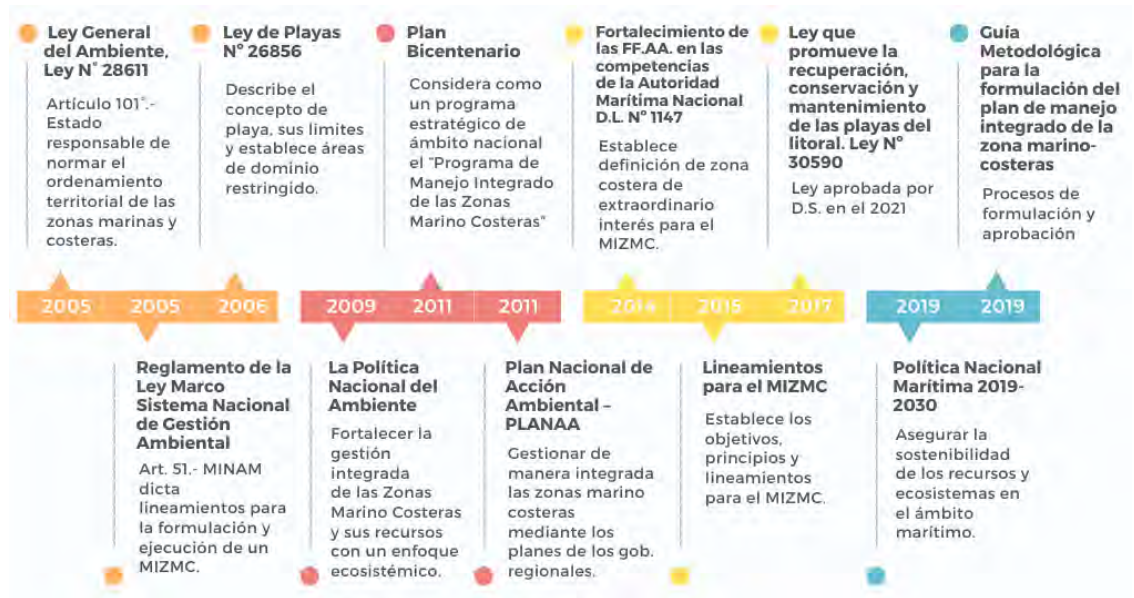 Ley General
del Ambiente,
Ley N° 28611
Artículo 101°.-
Estado
responsable de
normar el
ordenamiento
territorial de las
zonas marinas y
costeras.
Ley de Playas
N° 26856
Describe el
concepto de
playa, sus límites
y establece áreas
de dominio
restringido.
Plan
Bicentenario
Considera como
un programa
estratégico de
ámbito nacional
el "Programa de
Manejo Integrado
de las Zonas
Marino Costeras"
Fortalecimiento de
las FF.AA. en las
competencias
de la Autoridad
Marítima Nacional
D.L. N° 1147
Establece
definición de zona
costera de
extraordinario
interés para el
MIZMC.
Ley que
promueve la
recuperación,
conservación y
mantenimiento
de las playas del
litoral. Ley N°
30590
Ley aprobada por
D.S. en el 2021
Guía
Metodológica
para la
formulación del
plan de manejo
integrado de la
zona marino-
costeras
Procesos de
formulación y
aprobación
2005 2005 2006 2009 2011 2011 2014 2015 2017 2019 2019
Reglamento de la
Ley Marco
Sistema Nacional
de Gestión
Ambiental
Art. 51.- MINAM
dicta
lineamientos para
la formulación y
ejecución de un
MIZMC.
La Política
Nacional del
Ambiente
Fortalecer la
gestión
integrada
de las Zonas
Marino Costeras
y sus recursos
con un enfoque
ecosistémico.
Plan Nacional de
Acción
Ambiental –
PLANAA
Gestionar de
manera integrada
las zonas marino
costeras
mediante los
planes de los gob.
regionales.
Lineamientos
para el MIZMC
Establece los
objetivos,
principios y
lineamientos
para el MIZMC.
Política Nacional
Marítima 2019-
2030
Asegurar la
sostenibilidad
de los recursos y
ecosistemas en
el ámbito
marítimo.